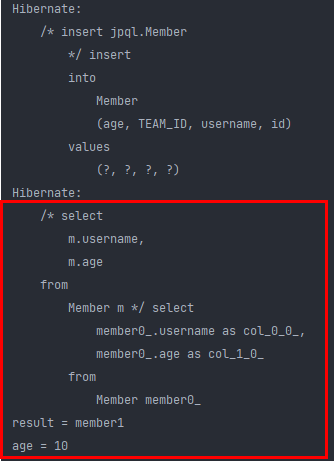 Hibernate:
    /* insert jpql.Member
        */ insert
        into
            Member
            (age, TEAM_ID, username, id)
        values
            (?, ?, ?, ?)
Hibernate:
    /* select
        m.username,
        m.age
    from
        Member m */ select
            member0_.username as col_0_0_,
            member0_.age as col_1_0_
        from
            Member member0_
result = member1
age = 10